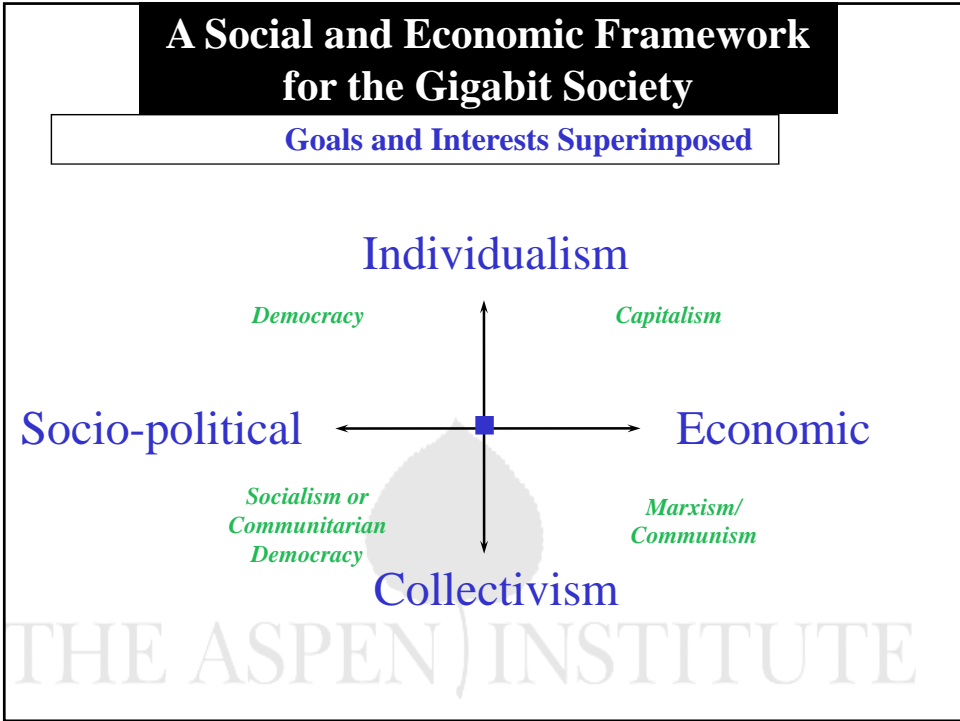 A Social and Economic Framework
for the Gigabit Society
Goals and Interests Superimposed
Individualism
Democracy
Capitalism
Socio-political
Economic
Socialism or
Communitarian
Democracy
Marxism/
Communism
Collectivism
THE ASPEN INSTITUTE